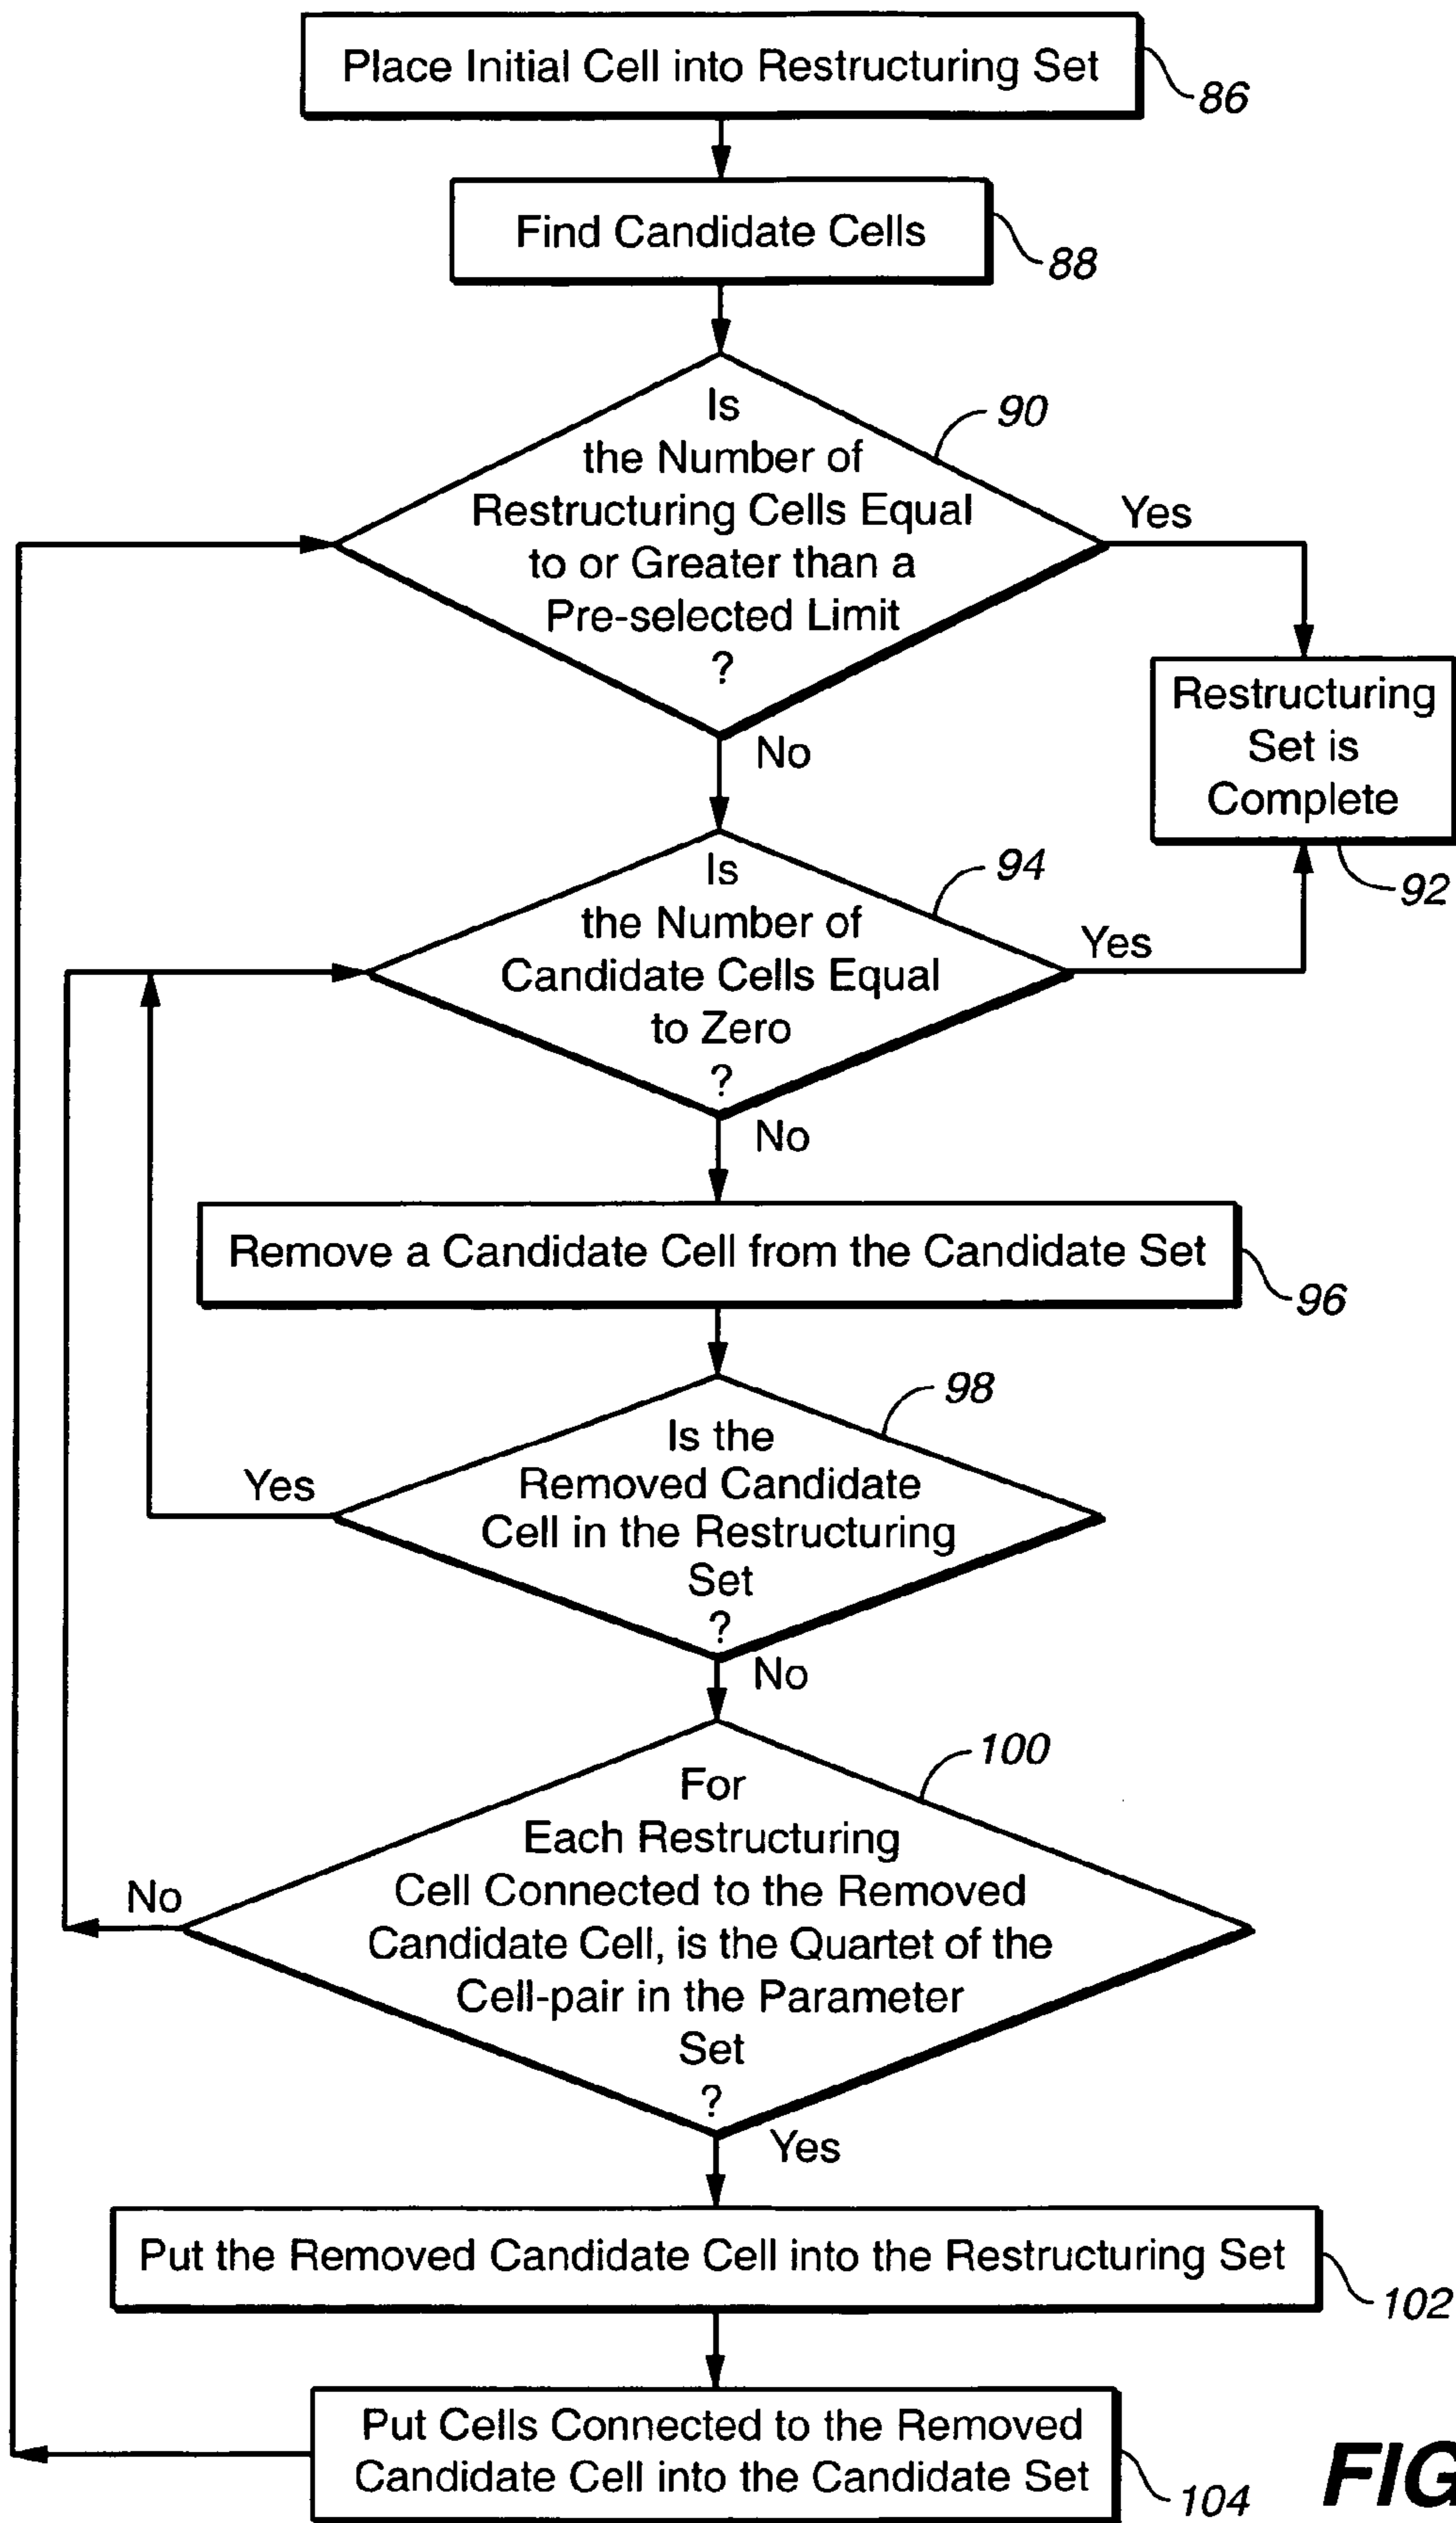 Place Initial Cell into Restructuring Set
86
Find Candidate Cells
88
Is
the Number of
Restructuring Cells Equal
to or Greater than a
Pre-selected Limit
?
90
Yes
No
Restructuring
Set is
Complete
92
Is
the Number of
Candidate Cells Equal
to Zero
?
94
Yes
No
Remove a Candidate Cell from the Candidate Set
96
Is the
Removed Candidate
Cell in the Restructuring
Set
?
98
Yes
No
For
Each Restructuring
Cell Connected to the Removed
Candidate Cell, is the Quartet of the
Cell-pair in the Parameter
Set
?
100
No
Yes
Put the Removed Candidate Cell into the Restructuring Set
102
Put Cells Connected to the Removed
Candidate Cell into the Candidate Set
104
FIG